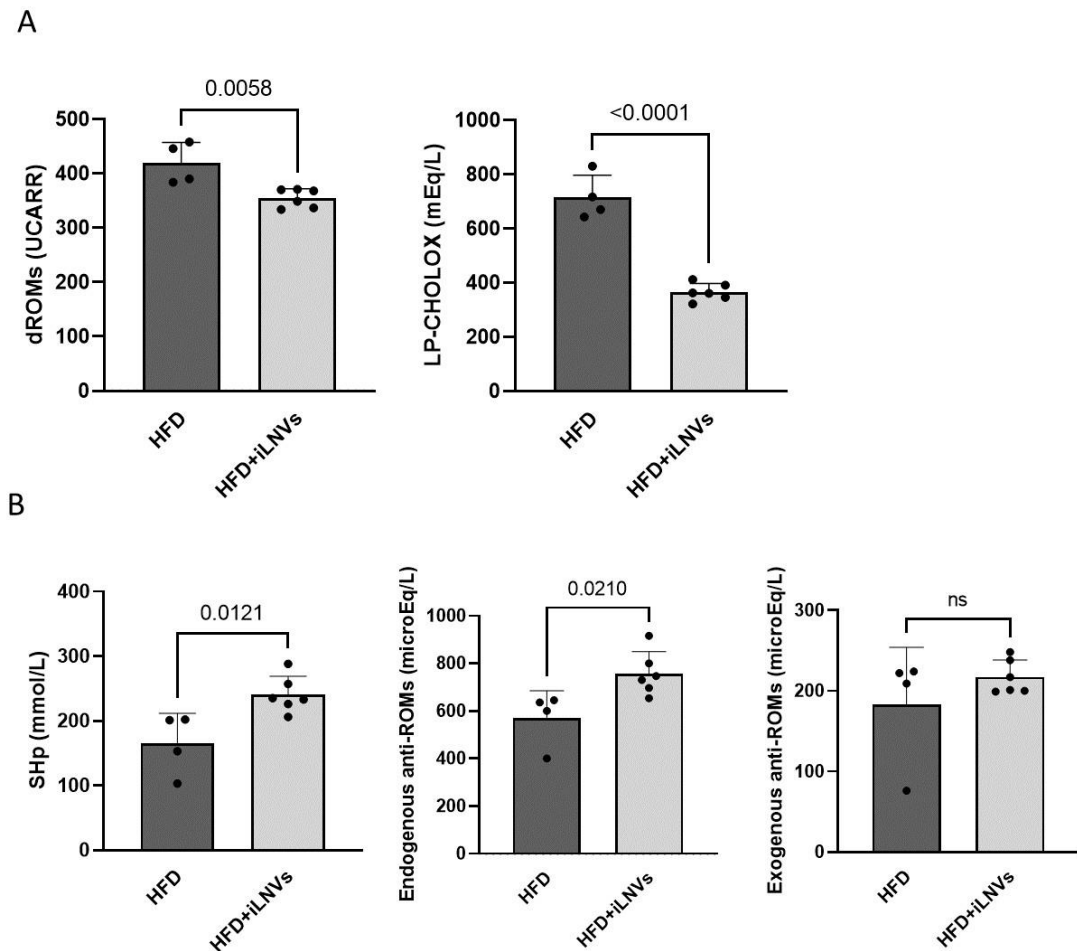 A
0.0058
dROMs (UCARR)
500
400
300
200
100
0
HFD
HFD+iLNVs
<0.0001
LP-CHOLOX (mEq/L)
1000
800
600
400
200
0
HFD
HFD+iLNVs
B
0.0121
SHp (mmol/L)
400
300
200
100
0
HFD
HFD+iLNVs
0.0210
Endogenous anti-ROMs (microEq/L)
1000
800
600
400
200
0
HFD
HFD+iLNVs
ns
Exogenous anti-ROMs (microEq/L)
300
200
100
0
HFD
HFD+iLNVs